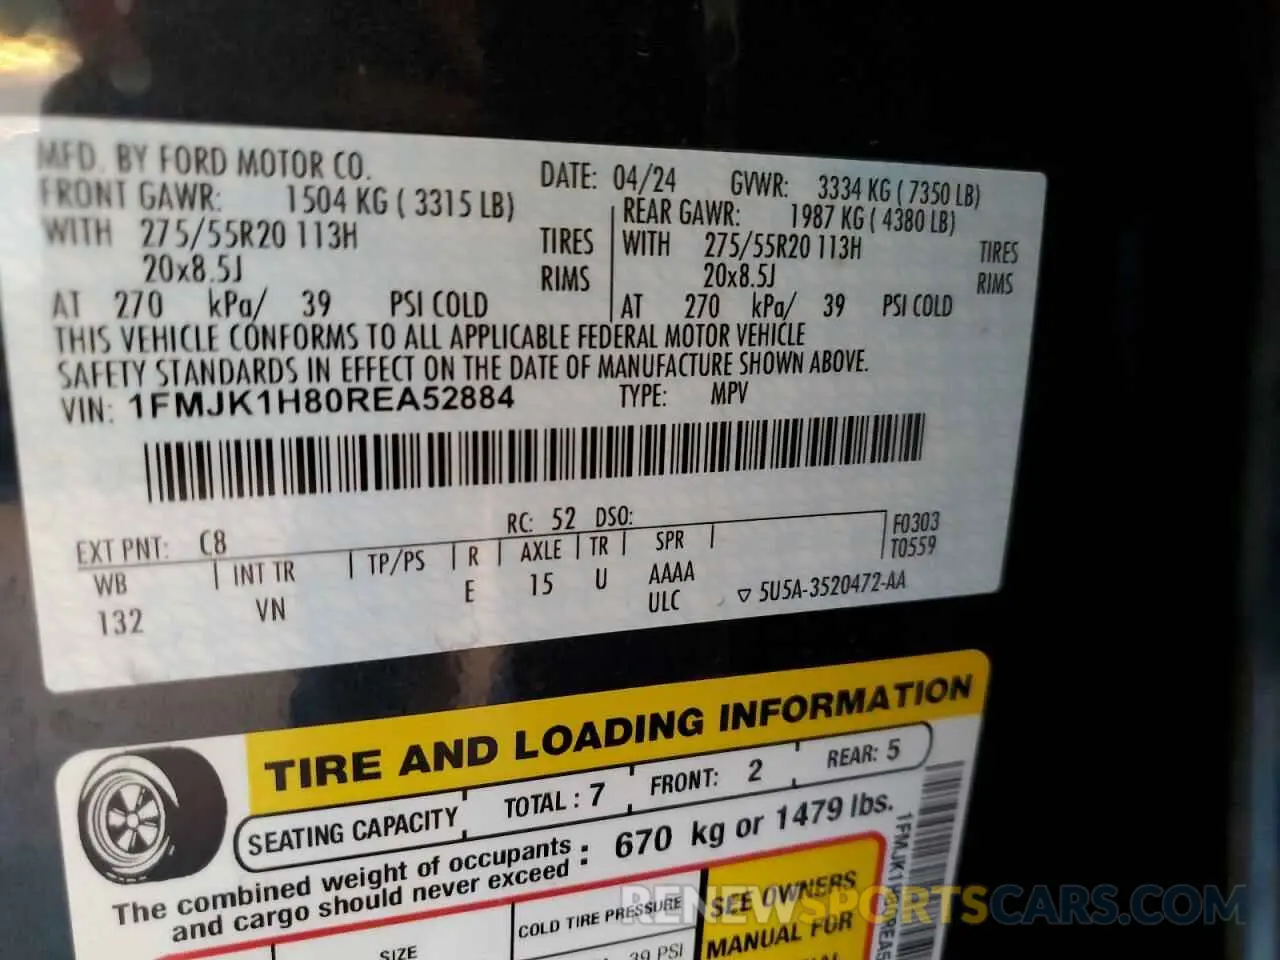 MFD. BY FORD MOTOR CO.
DATE: 04/24 GVWR: 3334 KG ( 7350 LB)
FRONT GAWR: 1504 KG ( 3315 LB)
REAR GAWR: 1987 KG ( 4380 LB)
WITH 275/55R20 113H TIRES
WITH 275/55R20 113H TIRES
20x8.5J RIMS
20x8.5J RIMS
AT 270 kPa/ 39 PSI COLD
AT 270 kPa/ 39 PSI COLD
THIS VEHICLE CONFORMS TO ALL APPLICABLE FEDERAL MOTOR VEHICLE
SAFETY STANDARDS IN EFFECT ON THE DATE OF MANUFACTURE SHOWN ABOVE.
VIN: 1FMJK1H80REA52884 TYPE: MPV
EXT PNT: C8 RC: 52 DSO:
F0303
T0559
WB INT TR TP/PS R AXLE TR SPR
132 VN E 15 U AAAA
ULC
▽ 5U5A-3520472-AA
TIRE AND LOADING INFORMATION
SEATING CAPACITY TOTAL : 7 FRONT: 2 REAR: 5
The combined weight of occupants
and cargo should never exceed : 670 kg or 1479 lbs.
SIZE
COLD TIRE PRESSURE
39 PSI
SEE OWNERS
MANUAL FOR
RENEWSPORTSCARS.COM